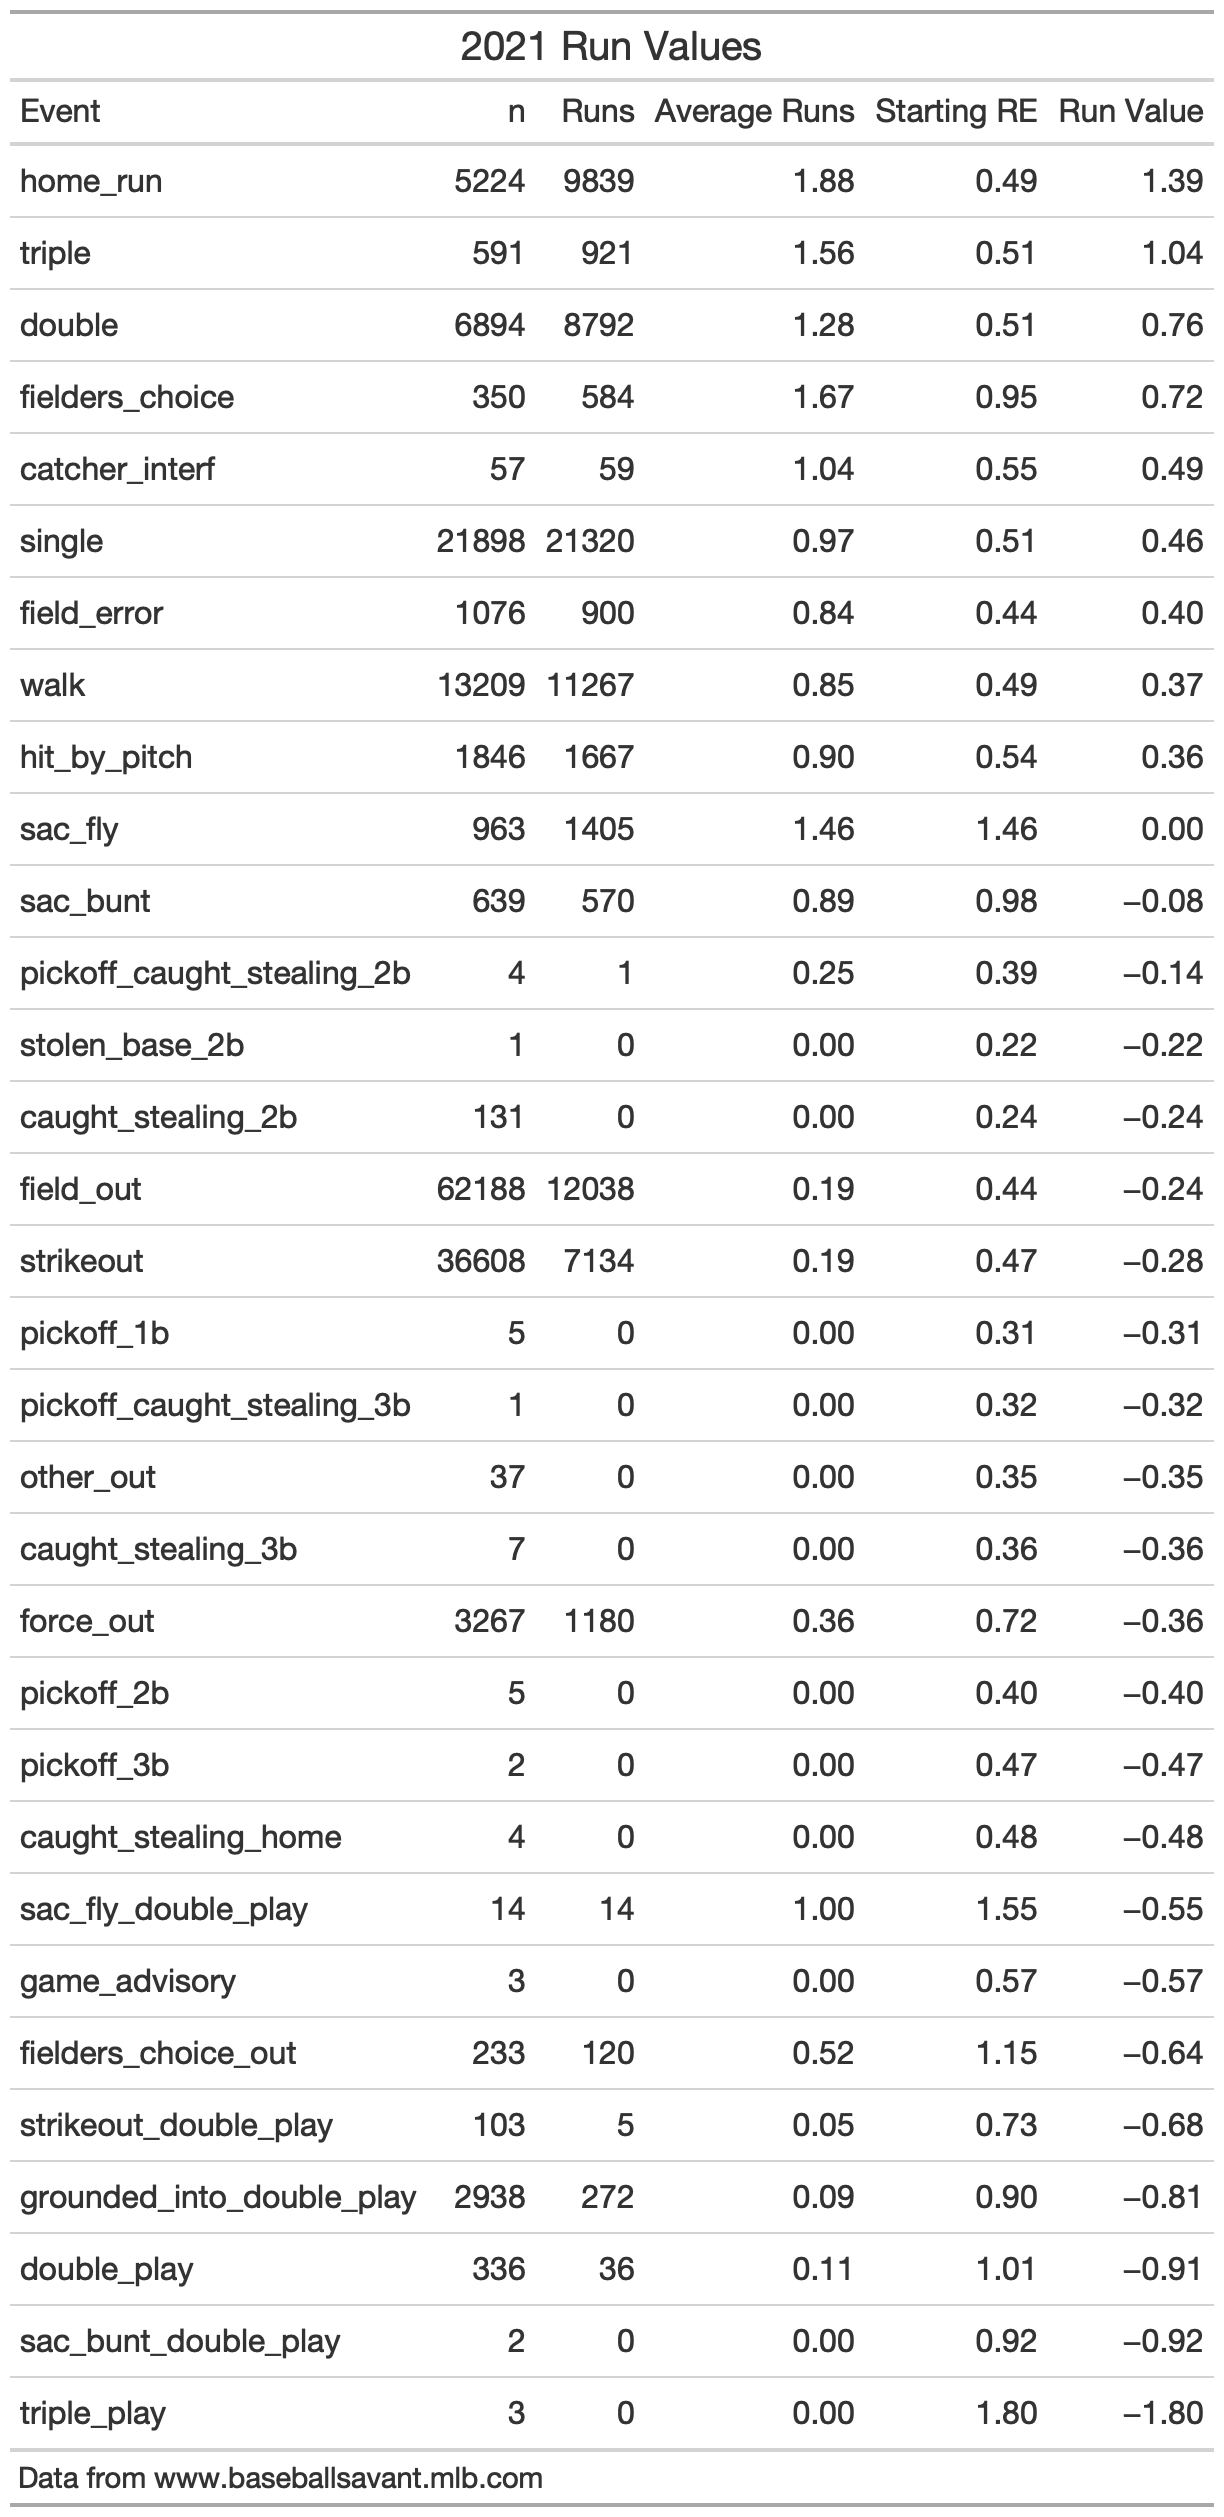 2021 Run Values
Event n Runs Average Runs Starting RE Run Value
home_run 5224 9839 1.88 0.49 1.39
triple 591 921 1.56 0.51 1.04
double 6894 8792 1.28 0.51 0.76
fielders_choice 350 584 1.67 0.95 0.72
catcher_interf 57 59 1.04 0.55 0.49
single 21898 21320 0.97 0.51 0.46
field_error 1076 900 0.84 0.44 0.40
walk 13209 11267 0.85 0.49 0.37
hit_by_pitch 1846 1667 0.90 0.54 0.36
sac_fly 963 1405 1.46 1.46 0.00
sac_bunt 639 570 0.89 0.98 −0.08
pickoff_caught_stealing_2b 4 1 0.25 0.39 −0.14
stolen_base_2b 1 0 0.00 0.22 −0.22
caught_stealing_2b 131 0 0.00 0.24 −0.24
field_out 62188 12038 0.19 0.44 −0.24
strikeout 36608 7134 0.19 0.47 −0.28
pickoff_1b 5 0 0.00 0.31 −0.31
pickoff_caught_stealing_3b 1 0 0.00 0.32 −0.32
other_out 37 0 0.00 0.35 −0.35
caught_stealing_3b 7 0 0.00 0.36 −0.36
force_out 3267 1180 0.36 0.72 −0.36
pickoff_2b 5 0 0.00 0.40 −0.40
pickoff_3b 2 0 0.00 0.47 −0.47
caught_stealing_home 4 0 0.00 0.48 −0.48
sac_fly_double_play 14 14 1.00 1.55 −0.55
game_advisory 3 0 0.00 0.57 −0.57
fielders_choice_out 233 120 0.52 1.15 −0.64
strikeout_double_play 103 5 0.05 0.73 −0.68
grounded_into_double_play 2938 272 0.09 0.90 −0.81
double_play 336 36 0.11 1.01 −0.91
sac_bunt_double_play 2 0 0.00 0.92 −0.92
triple_play 3 0 0.00 1.80 −1.80
Data from www.baseballsavant.mlb.com